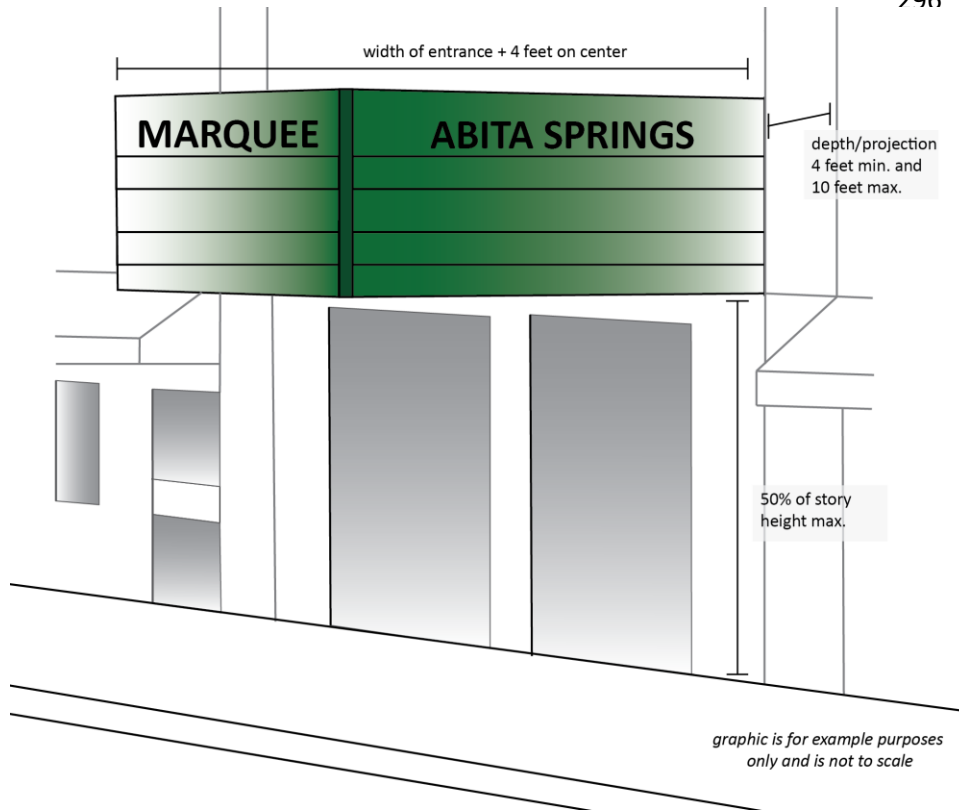 296
width of entrance + 4 feet on center
MARQUEE
ABITA SPRINGS
depth/projection
4 feet min. and
10 feet max.
50% of story
height max.
graphic is for example purposes
only and is not to scale